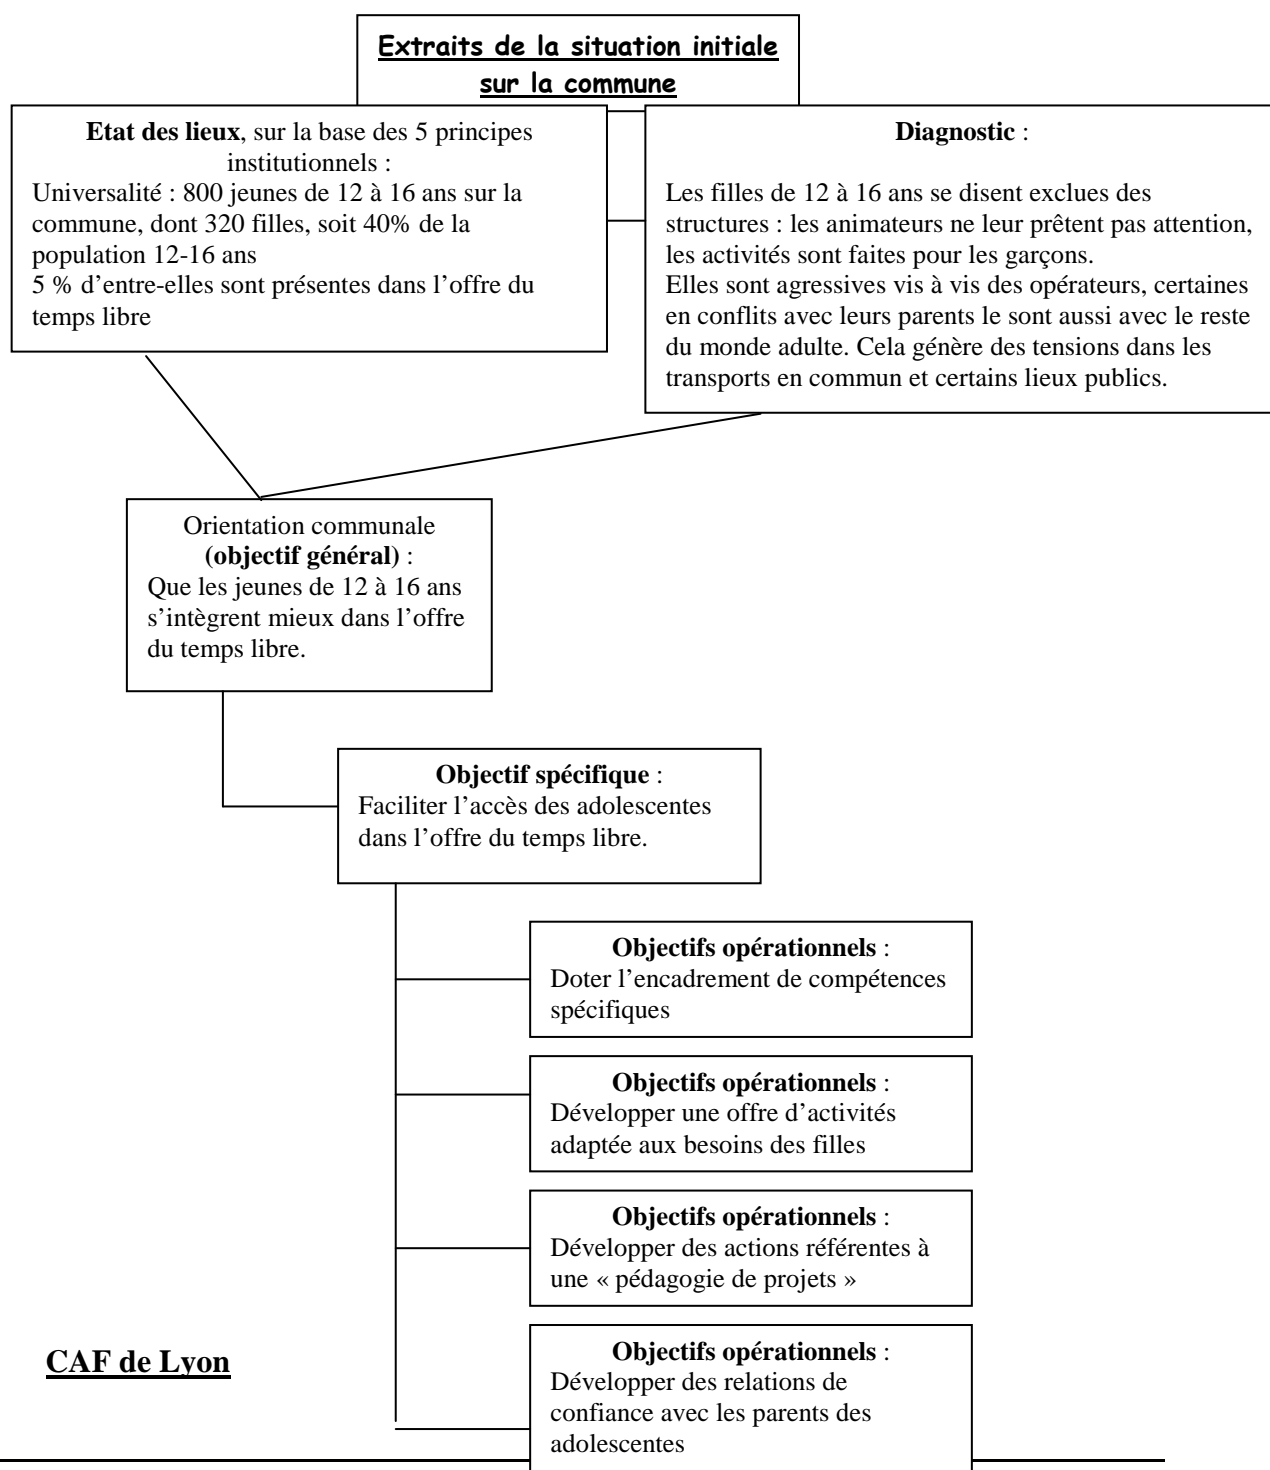 Extraits de la situation initiale
sur la commune
Etat des lieux, sur la base des 5 principes
institutionnels :
Universalité : 800 jeunes de 12 à 16 ans sur la
commune, dont 320 filles, soit 40% de la
population 12-16 ans
5 % d’entre-elles sont présentes dans l’offre du
temps libre
Diagnostic :
Les filles de 12 à 16 ans se disent exclues des
structures : les animateurs ne leur prêtent pas attention,
les activités sont faites pour les garçons.
Elles sont agressives vis à vis des opérateurs, certaines
en conflits avec leurs parents le sont aussi avec le reste
du monde adulte. Cela génère des tensions dans les
transports en commun et certains lieux publics.
Orientation communale
(objectif général) :
Que les jeunes de 12 à 16 ans
s’intègrent mieux dans l’offre
du temps libre.
Objectif spécifique :
Faciliter l’accès des adolescentes
dans l’offre du temps libre.
Objectifs opérationnels :
Doter l’encadrement de compétences
spécifiques
Objectifs opérationnels :
Développer une offre d’activités
adaptée aux besoins des filles
Objectifs opérationnels :
Développer des actions référentes à
une « pédagogie de projets »
Objectifs opérationnels :
Développer des relations de
confiance avec les parents des
adolescentes
CAF de Lyon